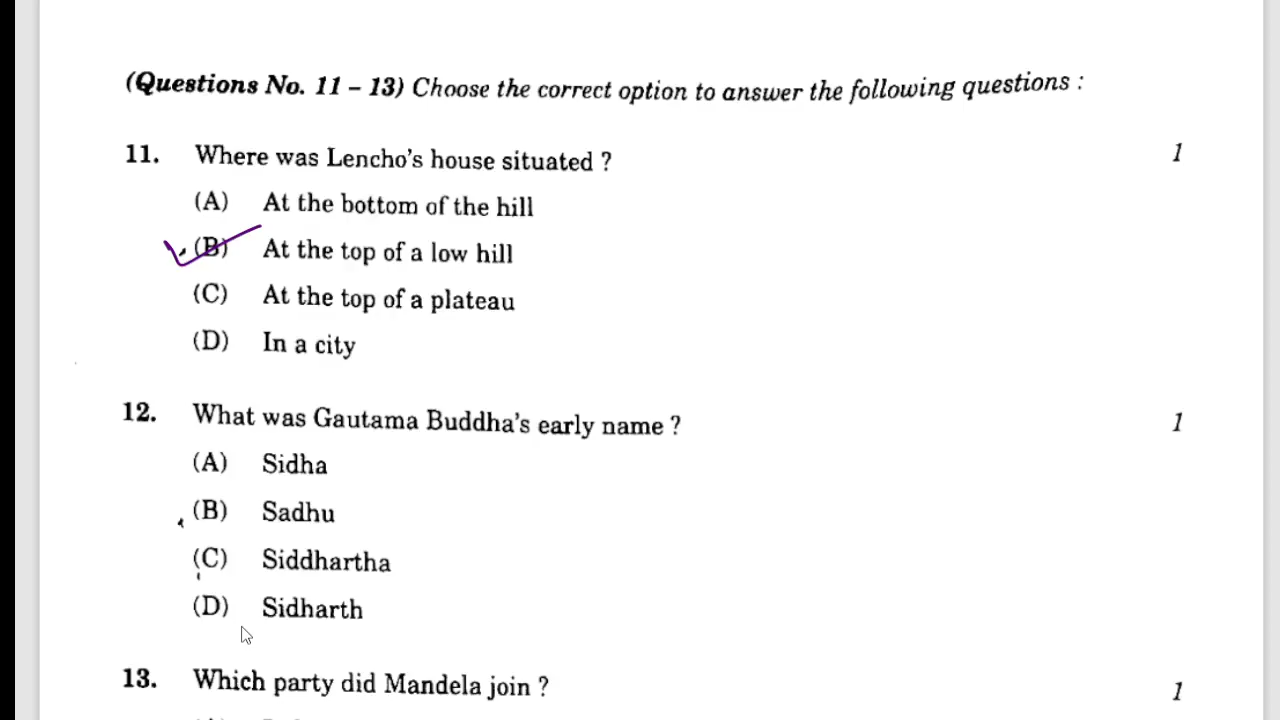 (Questions No. 11 – 13) Choose the correct option to answer the following questions :
11. Where was Lencho's house situated ? 1
(A) At the bottom of the hill
(B) At the top of a low hill
(C) At the top of a plateau
(D) In a city
12. What was Gautama Buddha's early name ? 1
(A) Sidha
(B) Sadhu
(C) Siddhartha
(D) Sidharth
13. Which party did Mandela join ? 1